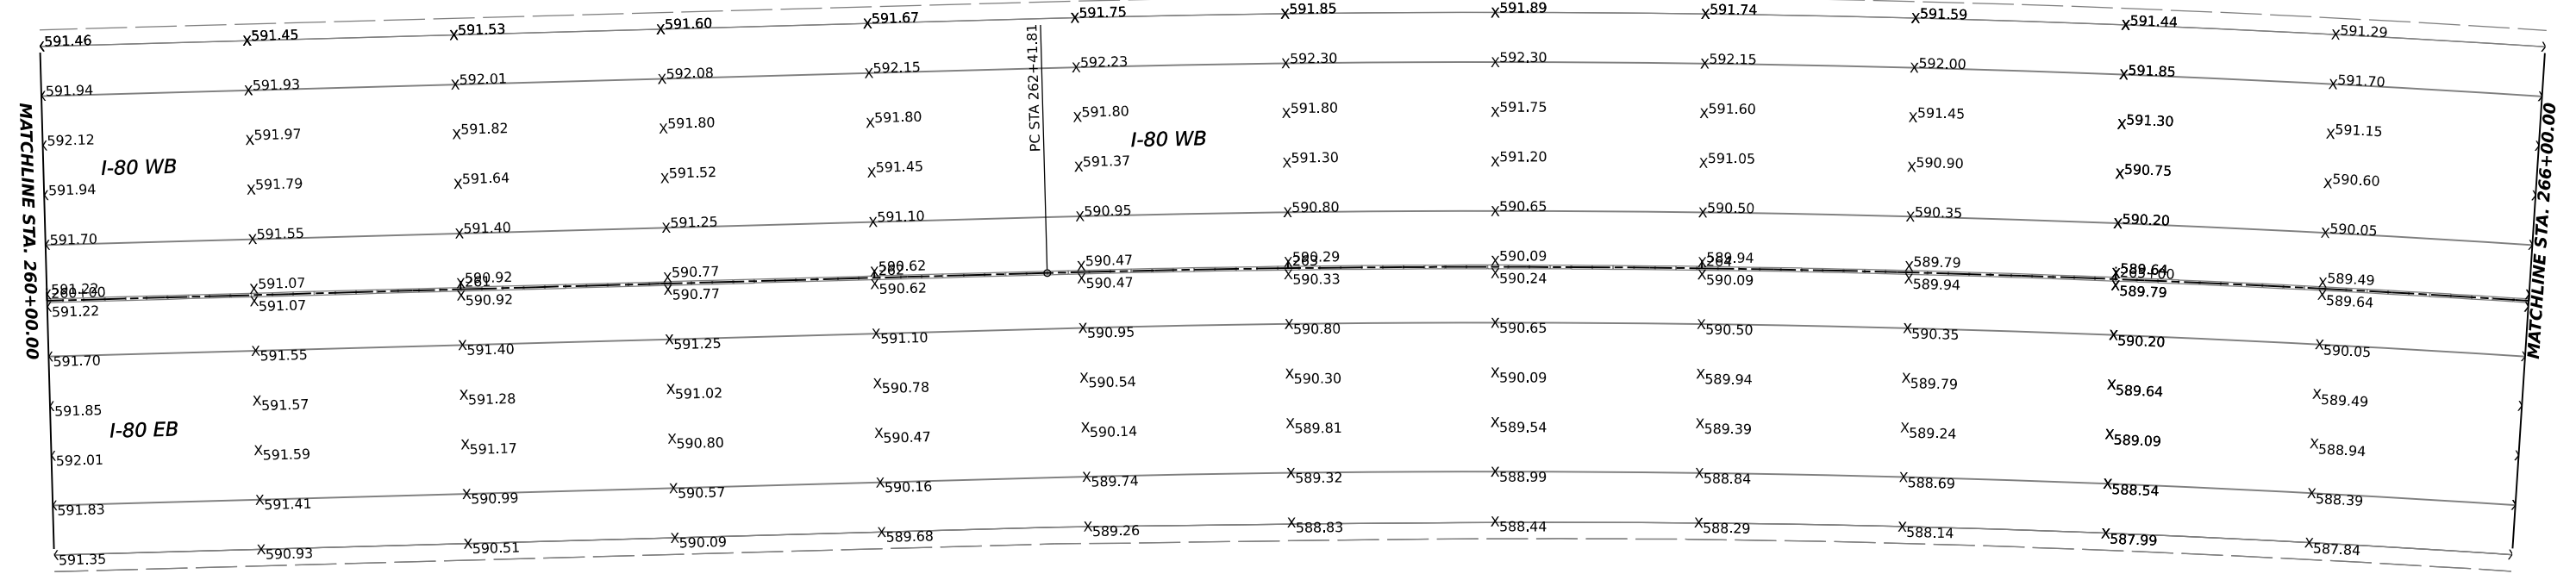 591.46 591.45 591.53 591.60 591.67 591.75 591.85 591.89 591.74 591.59 591.44 591.29
591.94 591.93 592.01 592.08 592.15 592.23 592.30 592.30 592.15 592.00 591.85 591.70
PC STA 262+41.81
592.12 591.97 591.82 591.80 591.80 591.80 591.80 591.75 591.60 591.45 591.30 591.15
I-80 WB
I-80 WB
591.94 591.79 591.64 591.52 591.45 591.37 591.30 591.20 591.05 590.90 590.75 590.60
MATCHLINE STA. 260+00.00
MATCHLINE STA. 266+00.00
591.70 591.55 591.40 591.25 591.10 590.95 590.80 590.65 590.50 590.35 590.20 590.05
591.22 591.07 590.92 590.77 590.62 590.47 590.29 590.09 589.94 589.79 589.64 589.49
260+00 261 262 263 264 265+00
591.22 591.07 590.92 590.77 590.62 590.47 590.33 590.24 590.09 589.94 589.79 589.64
591.70 591.55 591.40 591.25 591.10 590.95 590.80 590.65 590.50 590.35 590.20 590.05
591.85 591.57 591.28 591.02 590.78 590.54 590.30 590.09 589.94 589.79 589.64 589.49
I-80 EB
592.01 591.59 591.17 590.80 590.47 590.14 589.81 589.54 589.39 589.24 589.09 588.94
591.83 591.41 590.99 590.57 590.16 589.74 589.32 588.99 588.84 588.69 588.54 588.39
591.35 590.93 590.51 590.09 589.68 589.26 588.83 588.44 588.29 588.14 587.99 587.84